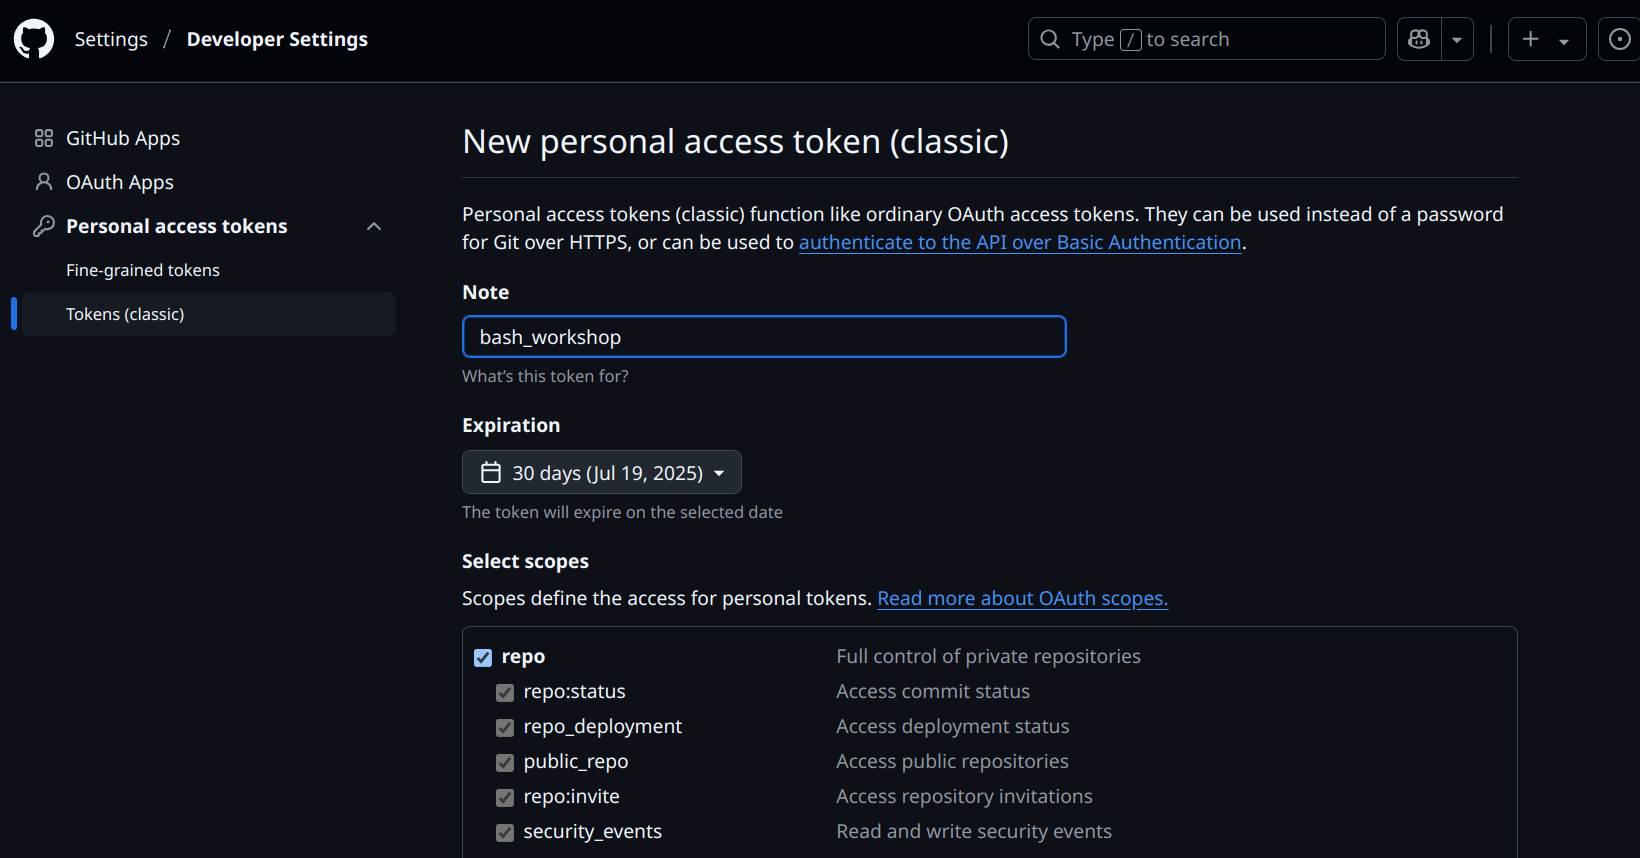 Settings / Developer Settings
Type / to search
GitHub Apps
OAuth Apps
Personal access tokens
Fine-grained tokens
Tokens (classic)
New personal access token (classic)
Personal access tokens (classic) function like ordinary OAuth access tokens. They can be used instead of a password
for Git over HTTPS, or can be used to authenticate to the API over Basic Authentication.
Note
bash_workshop
What's this token for?
Expiration
30 days (Jul 19, 2025)
The token will expire on the selected date
Select scopes
Scopes define the access for personal tokens. Read more about OAuth scopes.
repo Full control of private repositories
repo:status Access commit status
repo_deployment Access deployment status
public_repo Access public repositories
repo:invite Access repository invitations
security_events Read and write security events